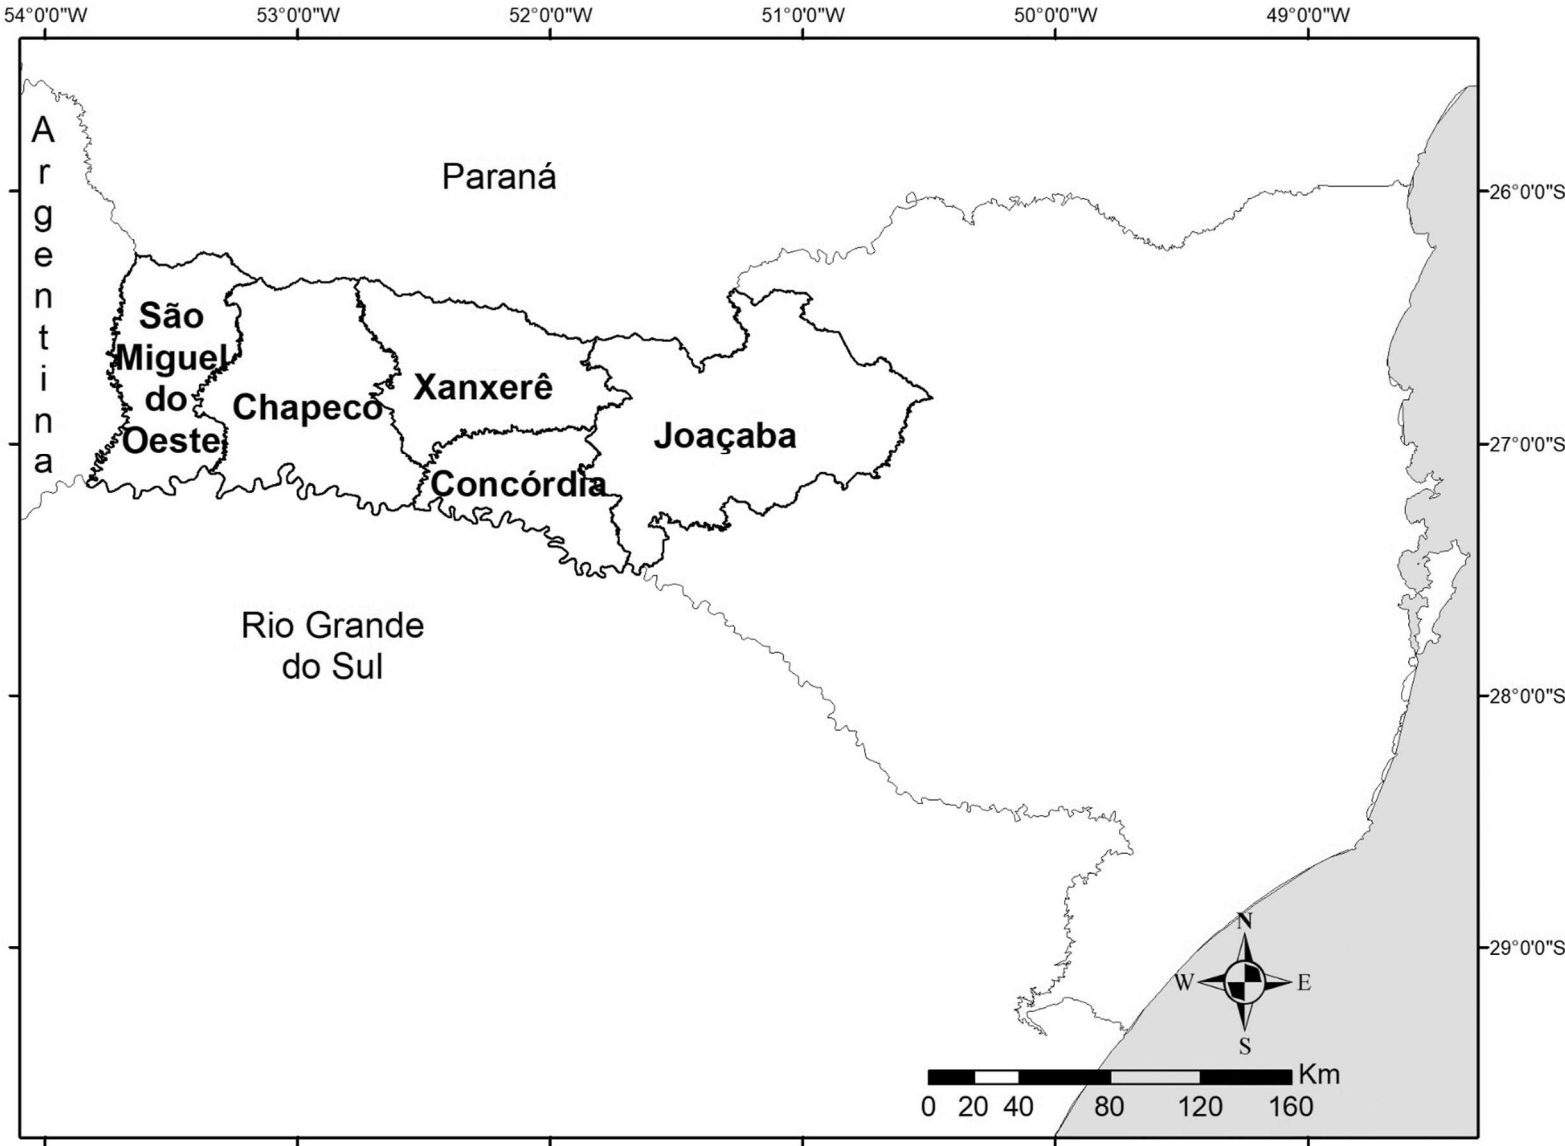 54°0'0"W 53°0'0"W 52°0'0"W 51°0'0"W 50°0'0"W 49°0'0"W
Argentina
Paraná
26°0'0"S
São
Miguel
do
Oeste
Chapecó
Xanxerê
Joaçaba
Concórdia
27°0'0"S
Rio Grande
do Sul
28°0'0"S
29°0'0"S
N
W E
S
Km
0 20 40 80 120 160